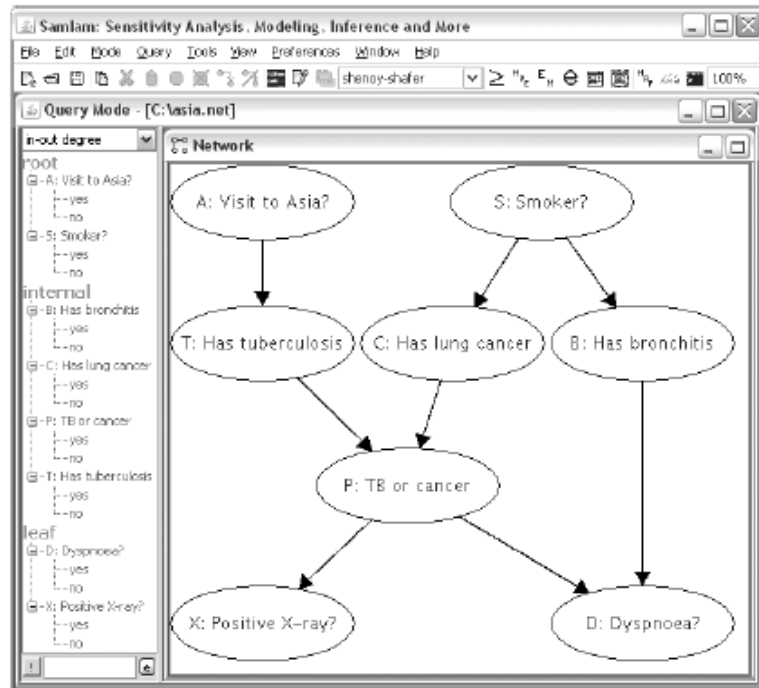 Samlam: Sensitivity Analysis, Modeling, Inference and More
File Edit Mode Query Tools View Preferences Window Help
shenoy-shafer
100%
Query Mode - [C:\asia.net]
in-out degree
root
A: Visit to Asia?
yes
no
S: Smoker?
yes
no
internal
B: Has bronchitis
yes
no
C: Has lung cancer
yes
no
P: TB or cancer
yes
no
T: Has tuberculosis
yes
no
leaf
D: Dyspnoea?
yes
no
X: Positive X-ray?
yes
no
Network
A: Visit to Asia?
S: Smoker?
T: Has tuberculosis
C: Has lung cancer
B: Has bronchitis
P: TB or cancer
X: Positive X-ray?
D: Dyspnoea?